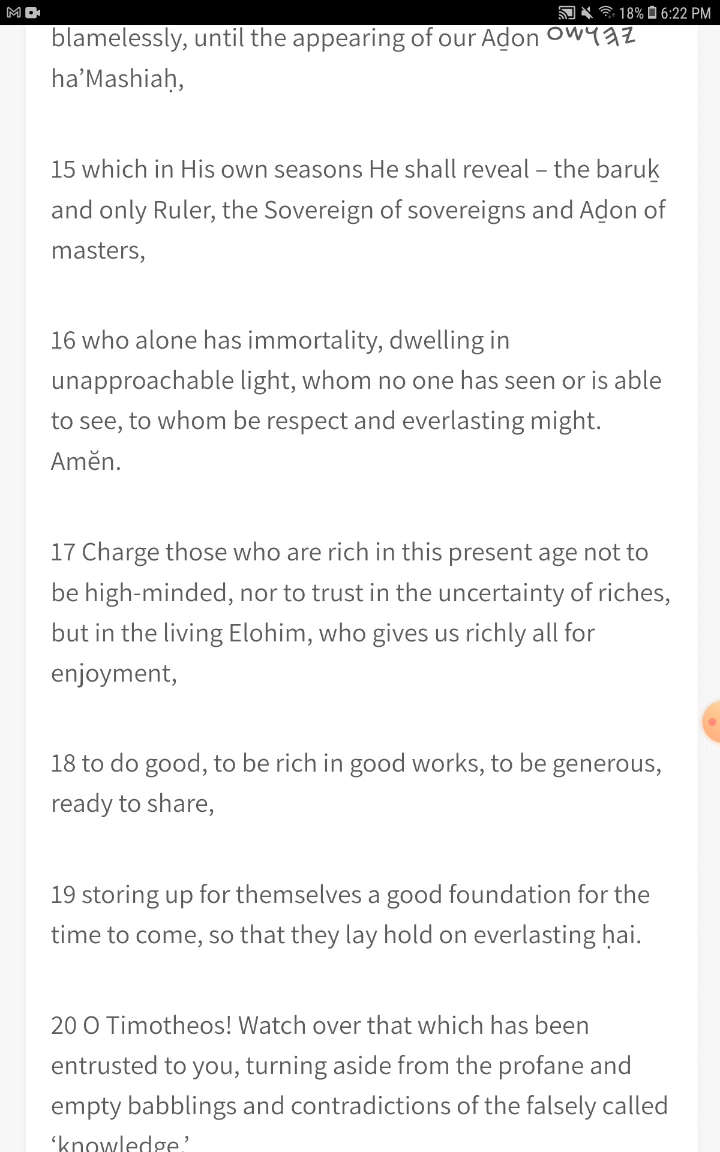 18% 6:22 PM
blamelessly, until the appearing of our Aḏon 𐤉𐤄𐤅𐤔𐤏
ha’Mashiaḥ,
15 which in His own seasons He shall reveal – the baruḵ
and only Ruler, the Sovereign of sovereigns and Aḏon of
masters,
16 who alone has immortality, dwelling in
unapproachable light, whom no one has seen or is able
to see, to whom be respect and everlasting might.
Amĕn.
17 Charge those who are rich in this present age not to
be high-minded, nor to trust in the uncertainty of riches,
but in the living Elohim, who gives us richly all for
enjoyment,
18 to do good, to be rich in good works, to be generous,
ready to share,
19 storing up for themselves a good foundation for the
time to come, so that they lay hold on everlasting ḥai.
20 O Timotheos! Watch over that which has been
entrusted to you, turning aside from the profane and
empty babblings and contradictions of the falsely called
‘knowledge.’